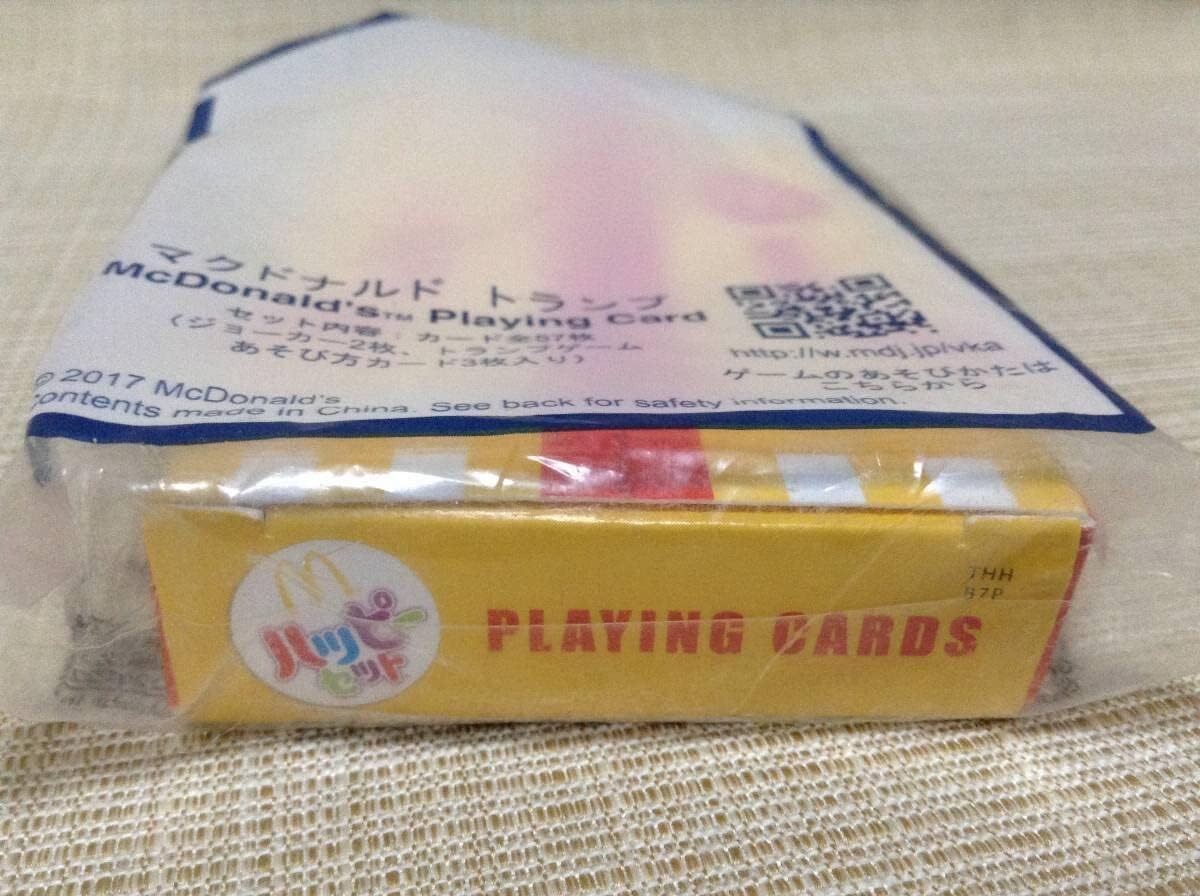 マクドナルド トランプ
McDonald's™ Playing Card
セット内容:カード全57枚
(ジョーカー2枚、トランプゲーム
あそび方カード3枚入り)
http://w.mdj.jp/vka
ゲームのあそびかたは
こちらから
© 2017 McDonald's
Contents made in China. See back for safety information.
ハッピー
セット
PLAYING CARDS
THH
37P